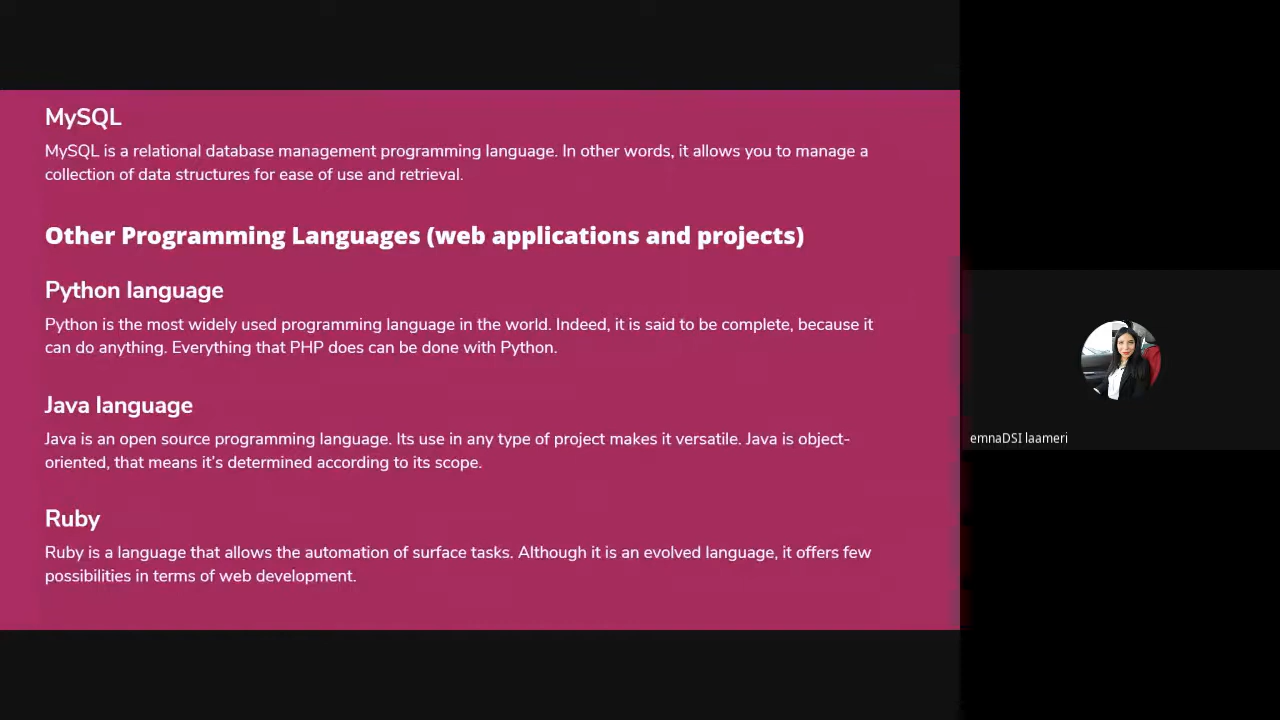 MySQL
MySQL is a relational database management programming language. In other words, it allows you to manage a
collection of data structures for ease of use and retrieval.
Other Programming Languages (web applications and projects)
Python language
Python is the most widely used programming language in the world. Indeed, it is said to be complete, because it
can do anything. Everything that PHP does can be done with Python.
Java language
Java is an open source programming language. Its use in any type of project makes it versatile. Java is object-
oriented, that means it’s determined according to its scope.
Ruby
Ruby is a language that allows the automation of surface tasks. Although it is an evolved language, it offers few
possibilities in terms of web development.
emnaDSI laameri